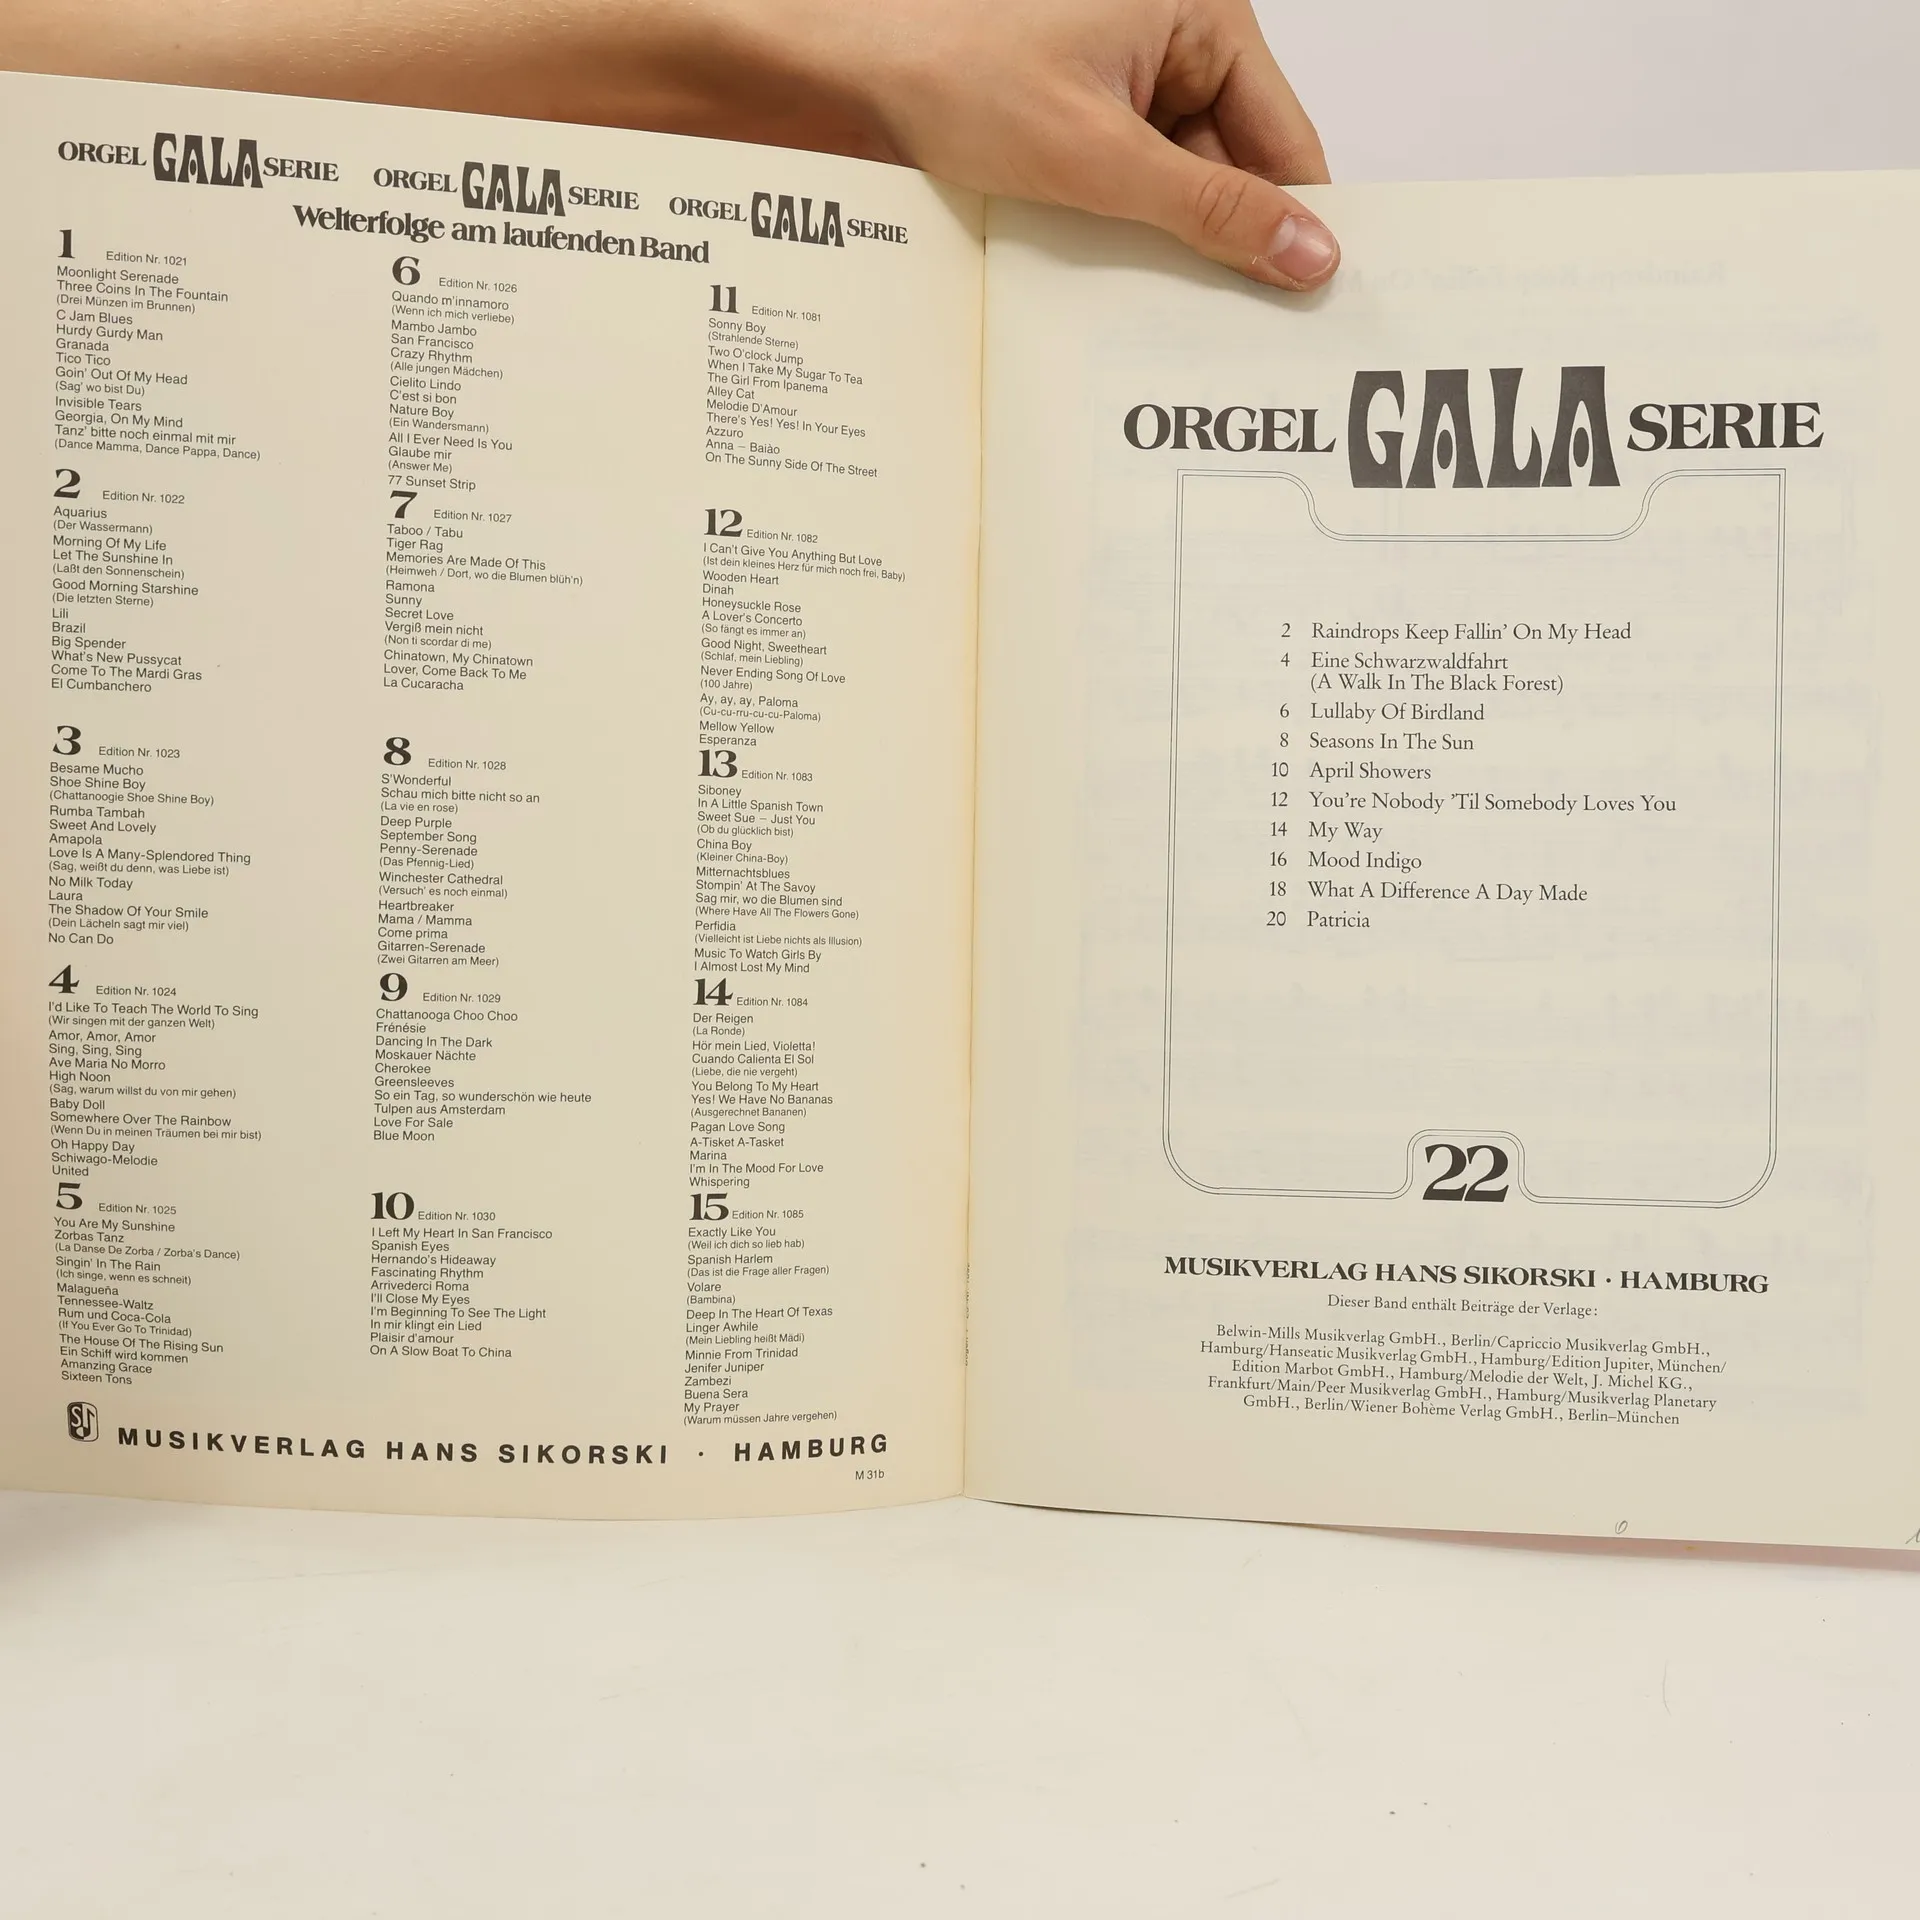 ORGEL GALA SERIE ORGEL GALA SERIE ORGEL GALA SERIE
Welterfolge am laufenden Band
1 Edition Nr. 1021
Moonlight Serenade
Three Coins In The Fountain
(Drei Münzen im Brunnen)
C Jam Blues
Hurdy Gurdy Man
Granada
Tico Tico
Goin' Out Of My Head
(Sag' wo bist Du)
Invisible Tears
Georgia, On My Mind
Tanz' bitte noch einmal mit mir
(Dance Mamma, Dance Pappa, Dance)
2 Edition Nr. 1022
Aquarius
(Der Wassermann)
Morning Of My Life
Let The Sunshine In
(Laßt den Sonnenschein)
Good Morning Starshine
(Die letzten Sterne)
Lili
Brazil
Big Spender
What's New Pussycat
Come To The Mardi Gras
El Cumbanchero
3 Edition Nr. 1023
Besame Mucho
Shoe Shine Boy
(Chattanoogie Shoe Shine Boy)
Rumba Tambah
Sweet And Lovely
Amapola
Love Is A Many-Splendored Thing
(Sag, weißt du denn, was Liebe ist)
No Milk Today
Laura
The Shadow Of Your Smile
(Dein Lächeln sagt mir viel)
No Can Do
4 Edition Nr. 1024
I'd Like To Teach The World To Sing
(Wir singen mit der ganzen Welt)
Amor, Amor, Amor
Sing, Sing, Sing
Ave Maria No Morro
High Noon
(Sag, warum willst du von mir gehen)
Baby Doll
Somewhere Over The Rainbow
(Wenn Du in meinen Träumen bei mir bist)
Oh Happy Day
Schiwago-Melodie
United
5 Edition Nr. 1025
You Are My Sunshine
Zorbas Tanz
(La Danse De Zorba / Zorba's Dance)
Singin' In The Rain
(Ich singe, wenn es schneit)
Malagueña
Tennessee-Waltz
Rum und Coca-Cola
(If You Ever Go To Trinidad)
The House Of The Rising Sun
Ein Schiff wird kommen
Amanzing Grace
Sixteen Tons
6 Edition Nr. 1026
Quando m'innamoro
(Wenn ich mich verliebe)
Mambo Jambo
San Francisco
Crazy Rhythm
(Alle jungen Mädchen)
Cielito Lindo
C'est si bon
Nature Boy
(Ein Wandersmann)
All I Ever Need Is You
Glaube mir
(Answer Me)
77 Sunset Strip
7 Edition Nr. 1027
Taboo / Tabu
Tiger Rag
Memories Are Made Of This
(Heimweh / Dort, wo die Blumen blüh'n)
Ramona
Sunny
Secret Love
Vergiß mein nicht
(Non ti scordar di me)
Chinatown, My Chinatown
Lover, Come Back To Me
La Cucaracha
8 Edition Nr. 1028
S'Wonderful
Schau mich bitte nicht so an
(La vie en rose)
Deep Purple
September Song
Penny-Serenade
(Das Pfennig-Lied)
Winchester Cathedral
(Versuch' es noch einmal)
Heartbreaker
Mama / Mamma
Come prima
Gitarren-Serenade
(Zwei Gitarren am Meer)
9 Edition Nr. 1029
Chattanooga Choo Choo
Frénésie
Dancing In The Dark
Moskauer Nächte
Cherokee
Greensleeves
So ein Tag, so wunderschön wie heute
Tulpen aus Amsterdam
Love For Sale
Blue Moon
10 Edition Nr. 1030
I Left My Heart In San Francisco
Spanish Eyes
Hernando's Hideaway
Fascinating Rhythm
Arrivederci Roma
I'll Close My Eyes
I'm Beginning To See The Light
In mir klingt ein Lied
Plaisir d'amour
On A Slow Boat To China
11 Edition Nr. 1081
Sonny Boy
(Strahlende Sterne)
Two O'clock Jump
When I Take My Sugar To Tea
The Girl From Ipanema
Alley Cat
Melodie D'Amour
There's Yes! Yes! In Your Eyes
Azzuro
Anna – Baiào
On The Sunny Side Of The Street
12 Edition Nr. 1082
I Can't Give You Anything But Love
(Ist dein kleines Herz für mich noch frei, Baby)
Wooden Heart
Dinah
Honeysuckle Rose
A Lover's Concerto
(So fängt es immer an)
Good Night, Sweetheart
(Schlaf, mein Liebling)
Never Ending Song Of Love
(100 Jahre)
Ay, ay, ay, Paloma
(Cu-cu-rru-cu-cu-Paloma)
Mellow Yellow
Esperanza
13 Edition Nr. 1083
Siboney
In A Little Spanish Town
Sweet Sue – Just You
(Ob du glücklich bist)
China Boy
(Kleiner China-Boy)
Mitternachtsblues
Stompin' At The Savoy
Sag mir, wo die Blumen sind
(Where Have All The Flowers Gone)
Perfidia
(Vielleicht ist Liebe nichts als Illusion)
Music To Watch Girls By
I Almost Lost My Mind
14 Edition Nr. 1084
Der Reigen
(La Ronde)
Hör mein Lied, Violetta!
Cuando Calienta El Sol
(Liebe, die nie vergeht)
You Belong To My Heart
Yes! We Have No Bananas
(Ausgerechnet Bananen)
Pagan Love Song
A-Tisket A-Tasket
Marina
I'm In The Mood For Love
Whispering
15 Edition Nr. 1085
Exactly Like You
(Weil ich dich so lieb hab)
Spanish Harlem
(Das ist die Frage aller Fragen)
Volare
(Bambina)
Deep In The Heart Of Texas
Linger Awhile
(Mein Liebling heißt Mädi)
Minnie From Trinidad
Jenifer Juniper
Zambezi
Buena Sera
My Prayer
(Warum müssen Jahre vergehen)
MUSIKVERLAG HANS SIKORSKI · HAMBURG
M 31b
ORGEL GALA SERIE
2 Raindrops Keep Fallin' On My Head
4 Eine Schwarzwaldfahrt
(A Walk In The Black Forest)
6 Lullaby Of Birdland
8 Seasons In The Sun
10 April Showers
12 You're Nobody 'Til Somebody Loves You
14 My Way
16 Mood Indigo
18 What A Difference A Day Made
20 Patricia
22
MUSIKVERLAG HANS SIKORSKI · HAMBURG
Dieser Band enthält Beiträge der Verlage:
Belwin-Mills Musikverlag GmbH., Berlin/Capriccio Musikverlag GmbH.,
Hamburg/Hanseatic Musikverlag GmbH., Hamburg/Edition Jupiter, München/
Edition Marbot GmbH., Hamburg/Melodie der Welt, J. Michel KG.,
Frankfurt/Main/Peer Musikverlag GmbH., Hamburg/Musikverlag Planetary
GmbH., Berlin/Wiener Bohème Verlag GmbH., Berlin–München